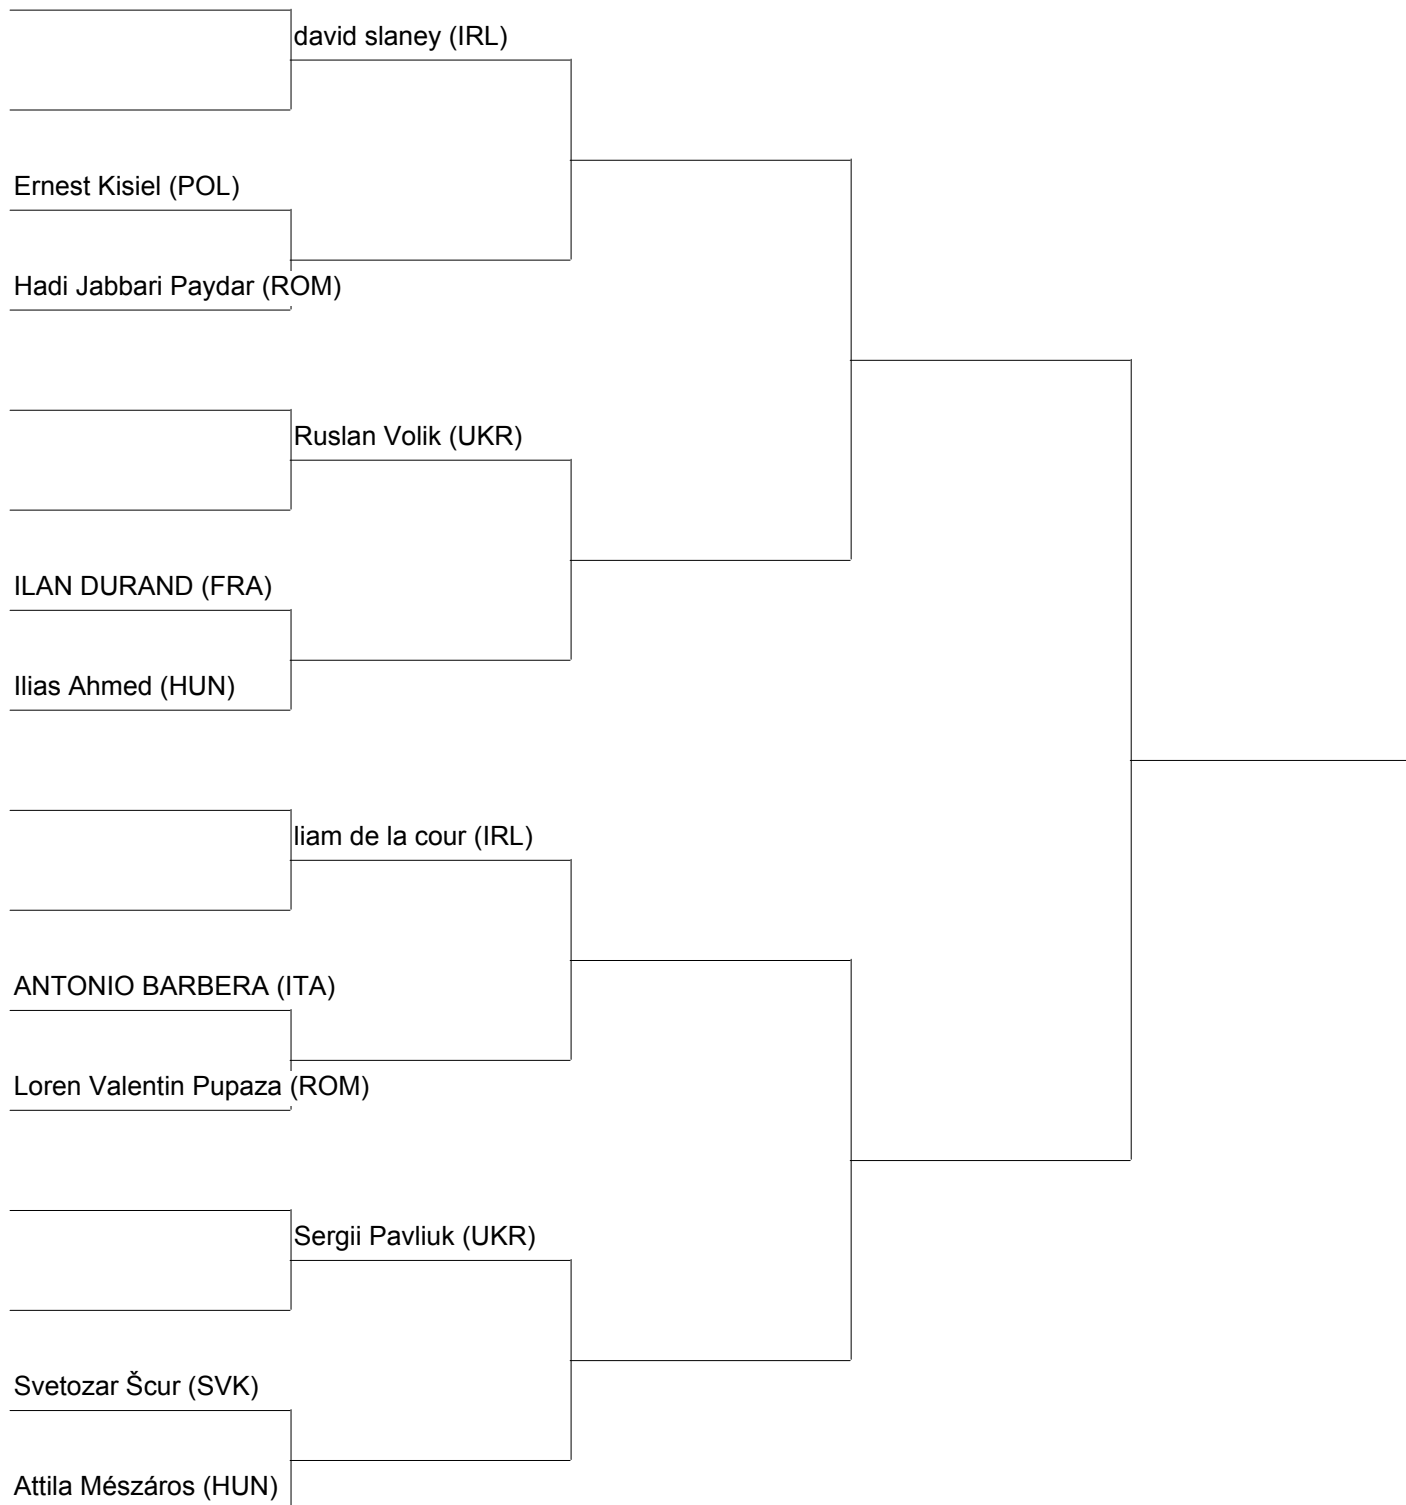 david slaney (IRL)
Ernest Kisiel (POL)
Hadi Jabbari Paydar (ROM)
Ruslan Volik (UKR)
ILAN DURAND (FRA)
Ilias Ahmed (HUN)
liam de la cour (IRL)
ANTONIO BARBERA (ITA)
Loren Valentin Pupaza (ROM)
Sergii Pavliuk (UKR)
Svetozar Šcur (SVK)
Attila Mészáros (HUN)